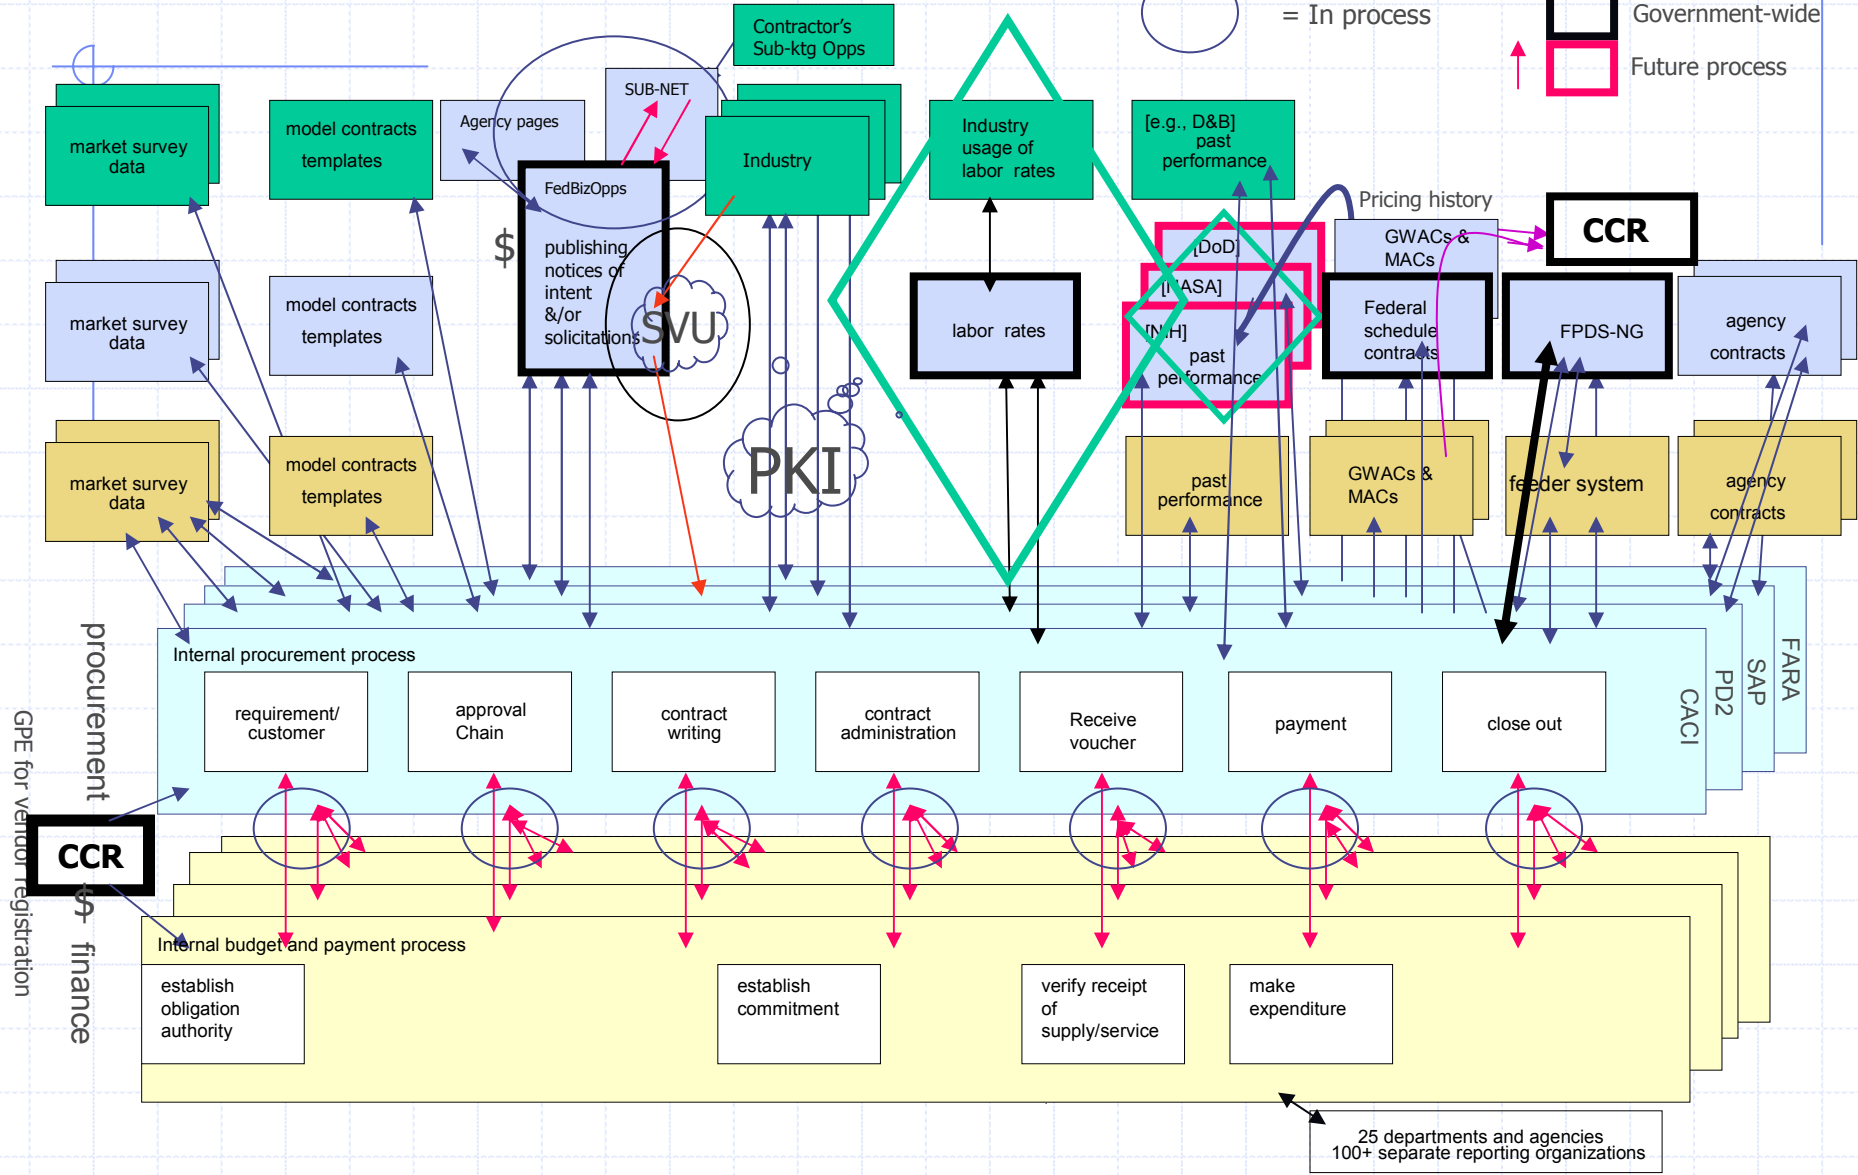 = In process
Government-wide
Future process
Contractor's
Sub-ktg Opps
SUB-NET
Agency pages
market survey
data
model contracts
templates
Industry
Industry
usage of
labor rates
[e.g., D&B]
past
performance
FedBizOpps
$
publishing
notices of
intent
&/or
solicitations
SVU
PKI
Pricing history
CCR
[DoD]
[NASA]
[NIH]
past
performance
GWACs &
MACs
Federal
schedule
contracts
FPDS-NG
agency
contracts
market survey
data
model contracts
templates
labor rates
market survey
data
model contracts
templates
past
performance
GWACs &
MACs
feeder system
agency
contracts
Internal procurement process
requirement/
customer
approval
Chain
contract
writing
contract
administration
Receive
voucher
payment
close out
CACI
PD2
SAP
FARA
procurement
$
finance
GPE for vendor registration
CCR
Internal budget and payment process
establish
obligation
authority
establish
commitment
verify receipt
of
supply/service
make
expenditure
25 departments and agencies
100+ separate reporting organizations